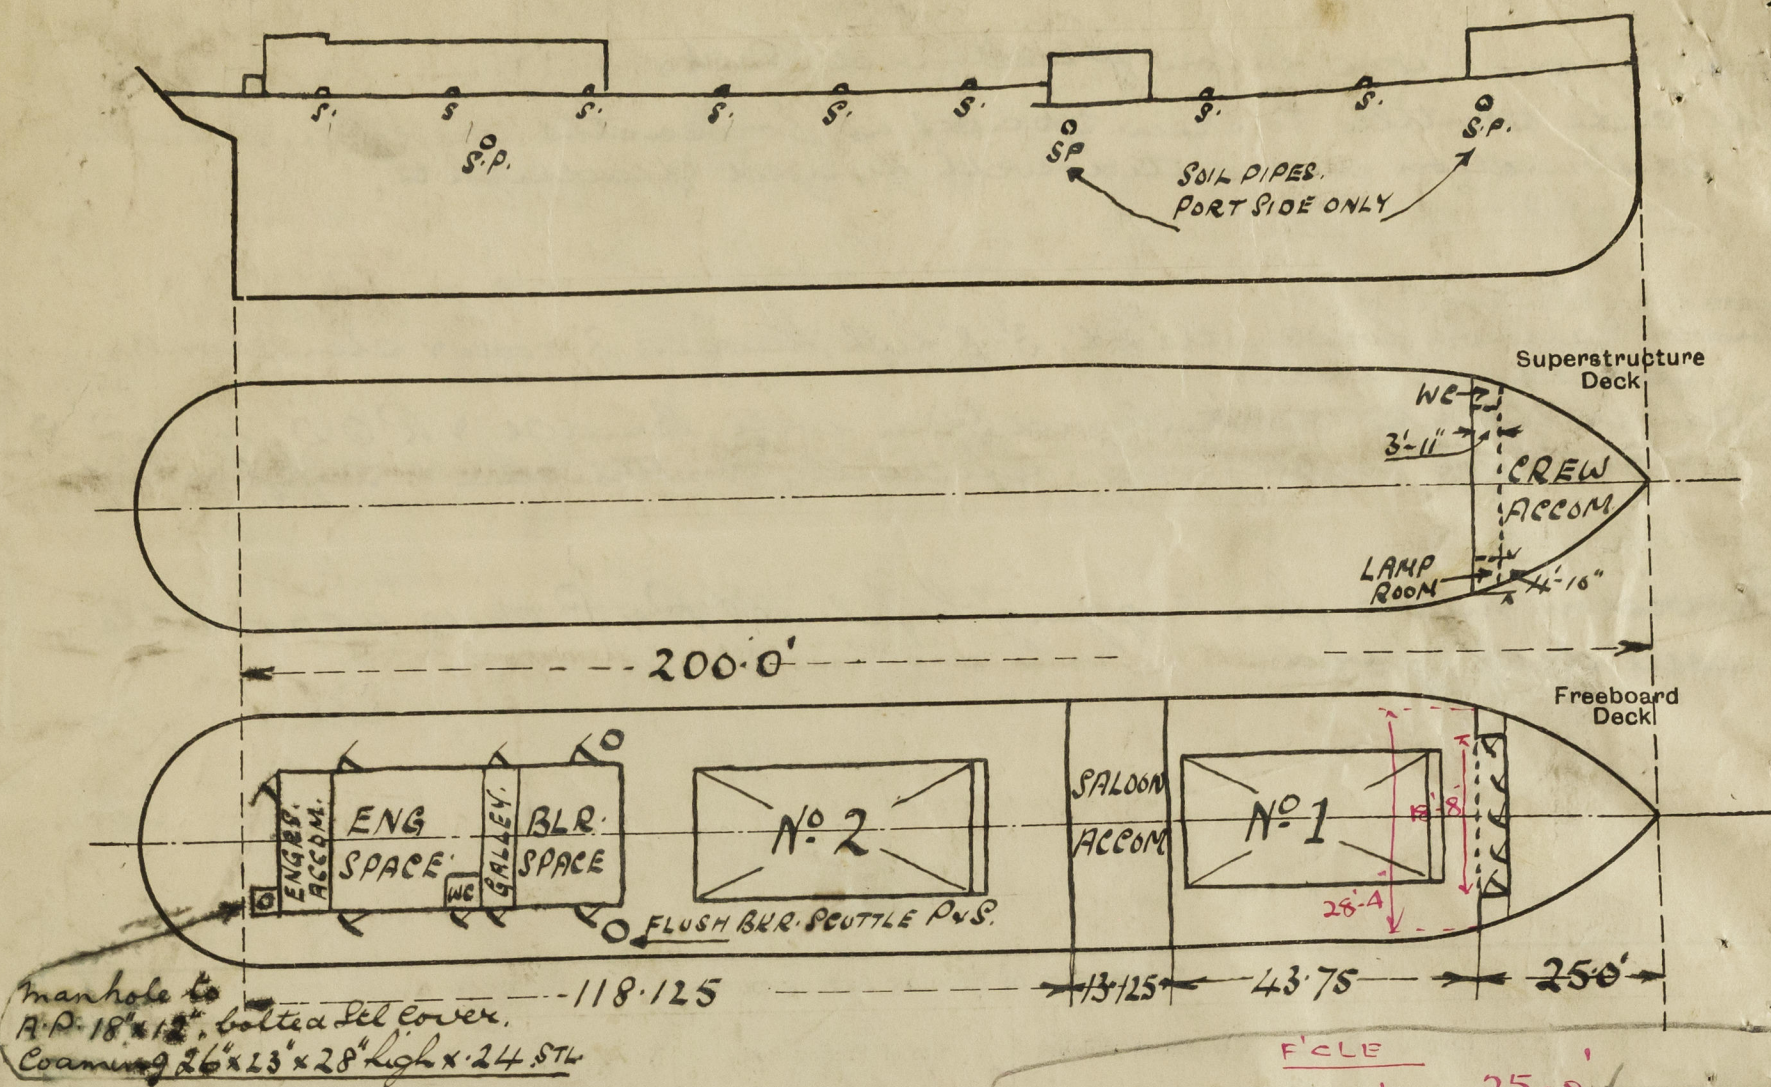 S. S S. S. S. S. S. S.
S.P.
SP
S.P.
SOIL PIPES.
PORT SIDE ONLY
Superstructure
Deck
WC
3'-11"
CREW
ACCOM
LAMP
ROOM
4'-10"
200·0'
Freeboard
Deck
ENGRS.
ACCOM.
ENG
SPACE
WC
GALLEY.
BLR.
SPACE
Nº 2
SALOON
ACCOM
Nº 1
18'-8"
28'-4"
FLUSH BKR. SCUTTLE P & S.
118·125
13·125
43·75
25·0'
Manhole to
A.P. 18" x 12", bolted Stl Cover.
Coaming 26" x 23" x 28" high x ·24 STL
F'CLE